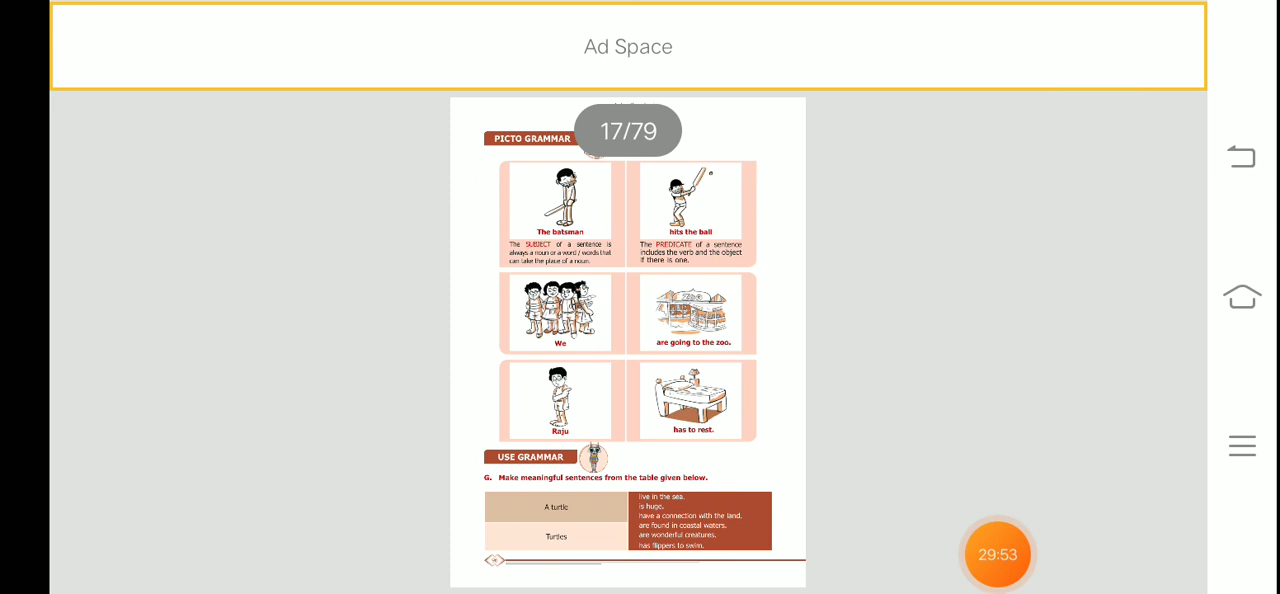 Ad Space
17/79
PICTO GRAMMAR
The batsman
hits the ball
The SUBJECT of a sentence is
always a noun or a word / words that
can take the place of a noun.
The PREDICATE of a sentence
includes the verb and the object
if there is one.
ZOO
We
are going to the zoo.
Raju
has to rest.
USE GRAMMAR
G. Make meaningful sentences from the table given below.
A turtle
Turtles
live in the sea.
is huge.
have a connection with the land.
are found in coastal waters.
are wonderful creatures.
has flippers to swim.
29:53